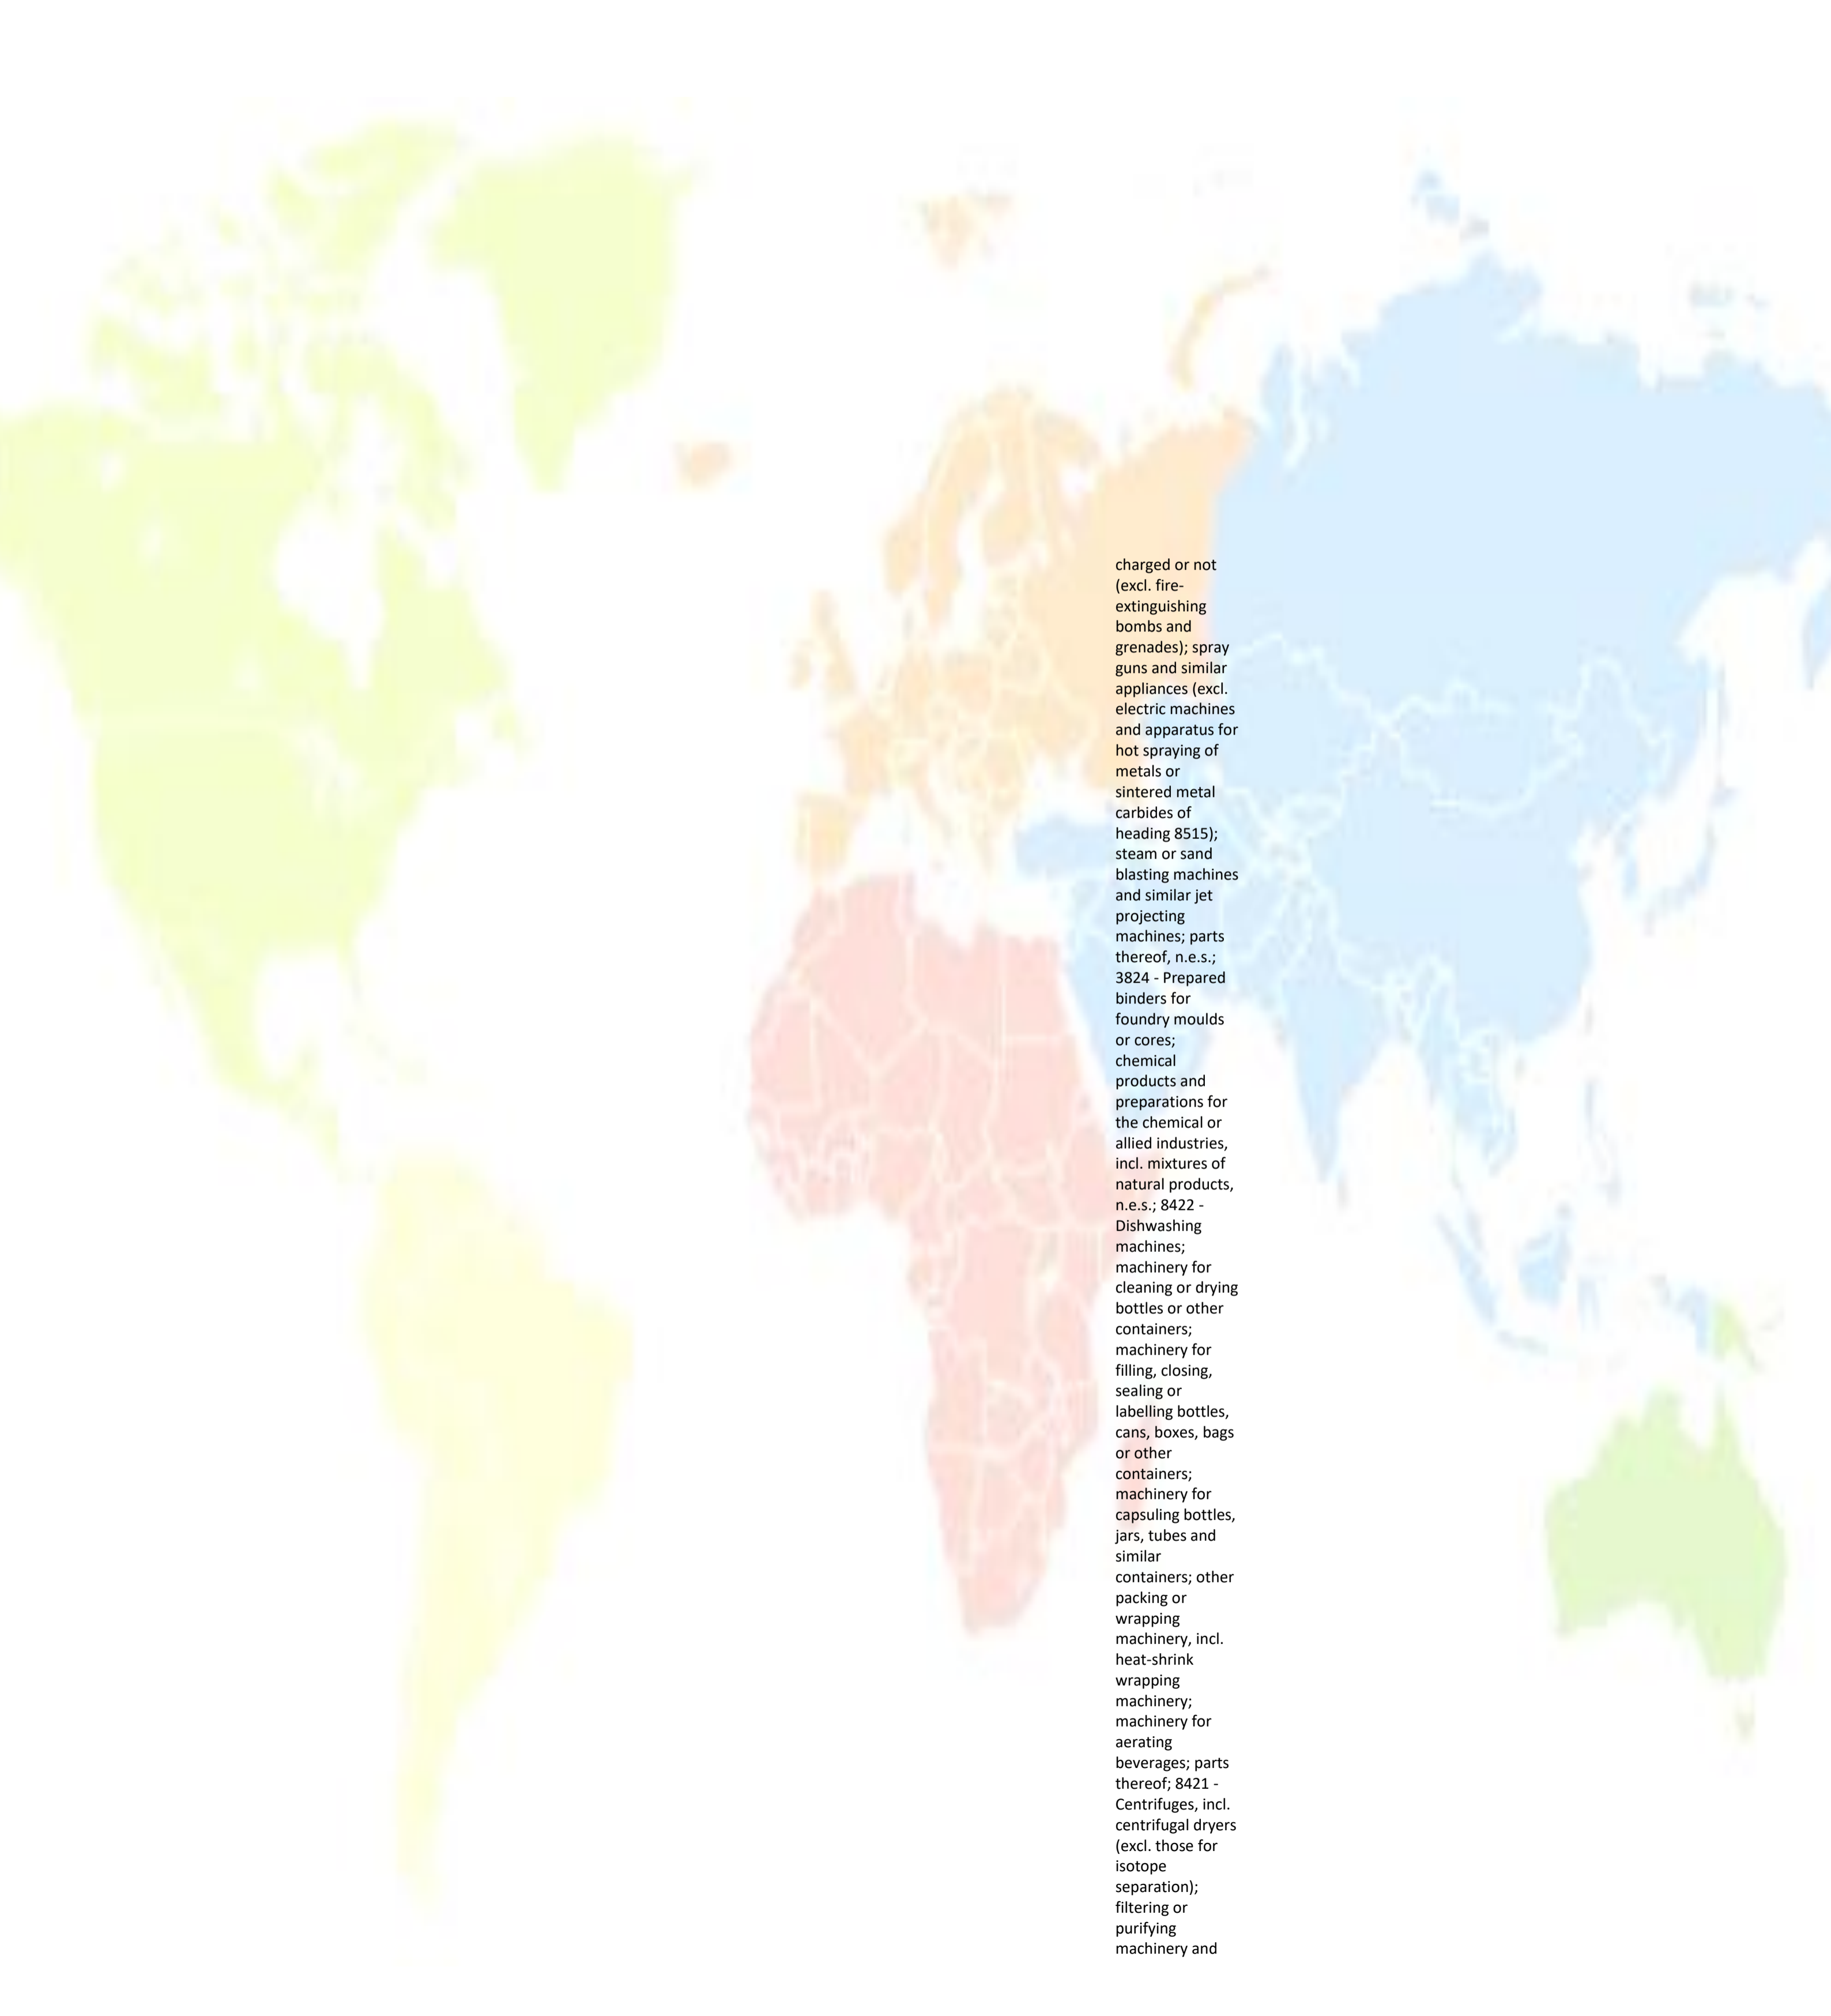 charged or not
(excl. fire-
extinguishing
bombs and
grenades); spray
guns and similar
appliances (excl.
electric machines
and apparatus for
hot spraying of
metals or
sintered metal
carbides of
heading 8515);
steam or sand
blasting machines
and similar jet
projecting
machines; parts
thereof, n.e.s.;
3824 - Prepared
binders for
foundry moulds
or cores;
chemical
products and
preparations for
the chemical or
allied industries,
incl. mixtures of
natural products,
n.e.s.; 8422 -
Dishwashing
machines;
machinery for
cleaning or drying
bottles or other
containers;
machinery for
filling, closing,
sealing or
labelling bottles,
cans, boxes, bags
or other
containers;
machinery for
capsuling bottles,
jars, tubes and
similar
containers; other
packing or
wrapping
machinery, incl.
heat-shrink
wrapping
machinery;
machinery for
aerating
beverages; parts
thereof; 8421 -
Centrifuges, incl.
centrifugal dryers
(excl. those for
isotope
separation);
filtering or
purifying
machinery and